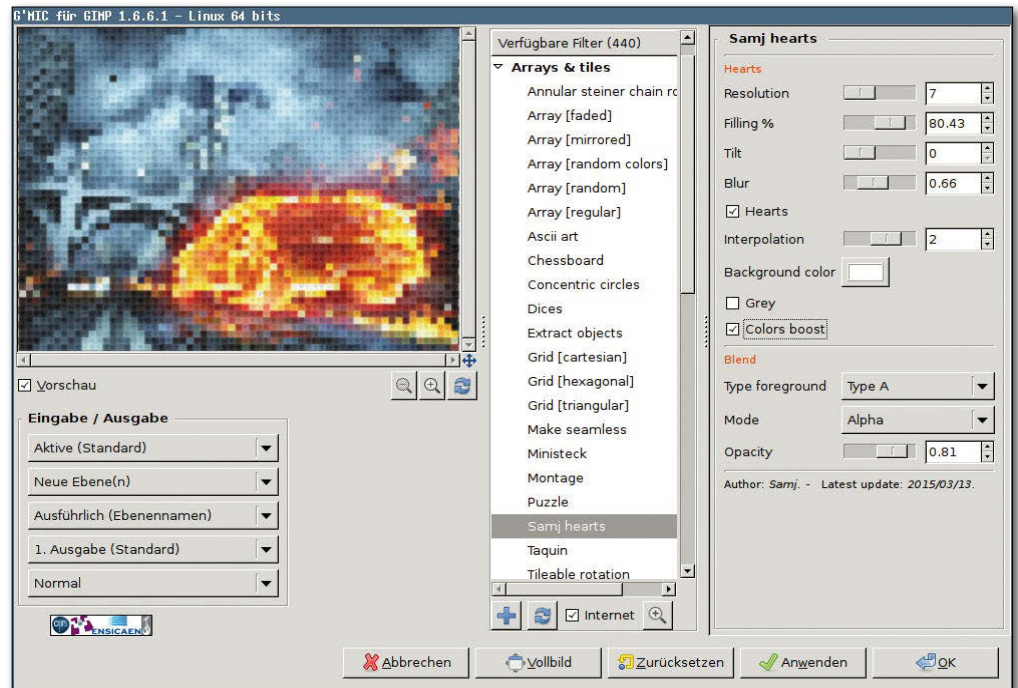 G'MIC für GIMP 1.6.6.1 – Linux 64 bits
Vorschau
Eingabe / Ausgabe
Aktive (Standard)
Neue Ebene(n)
Ausführlich (Ebenennamen)
1. Ausgabe (Standard)
Normal
ENSICAEN
Verfügbare Filter (440)
Arrays & tiles
Annular steiner chain ro
Array [faded]
Array [mirrored]
Array [random colors]
Array [random]
Array [regular]
Ascii art
Chessboard
Concentric circles
Dices
Extract objects
Grid [cartesian]
Grid [hexagonal]
Grid [triangular]
Make seamless
Ministeck
Montage
Puzzle
Samj hearts
Taquin
Tileable rotation
Internet
Samj hearts
Hearts
Resolution 7
Filling % 80.43
Tilt 0
Blur 0.66
Hearts
Interpolation 2
Background color
Grey
Colors boost
Blend
Type foreground Type A
Mode Alpha
Opacity 0.81
Author: Samj. - Latest update: 2015/03/13.
Abbrechen Vollbild Zurücksetzen Anwenden OK